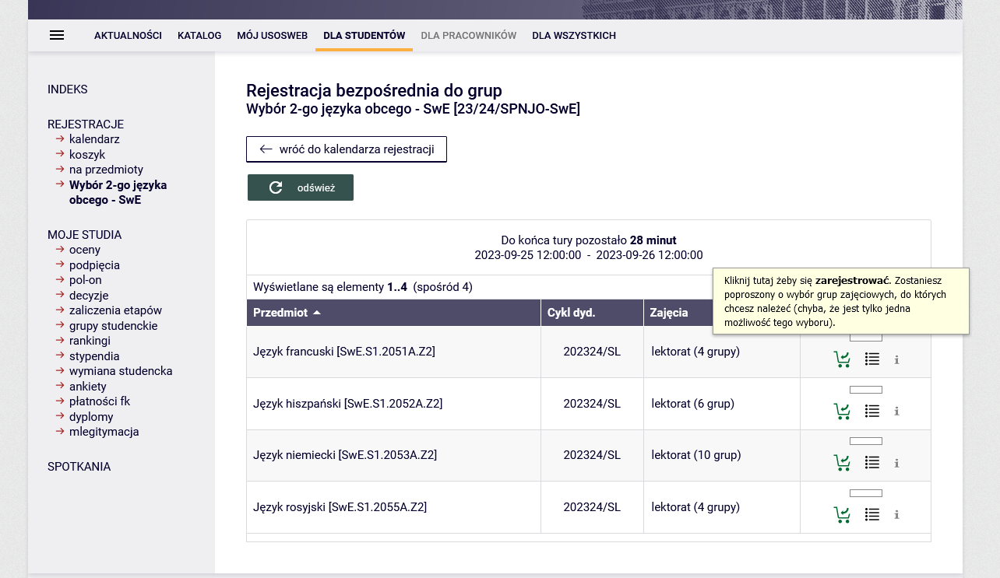 AKTUALNOŚCI KATALOG MÓJ USOSWEB DLA STUDENTÓW DLA PRACOWNIKÓW DLA WSZYSTKICH
INDEKS
REJESTRACJE
kalendarz
koszyk
na przedmioty
Wybór 2-go języka
obcego - SwE
MOJE STUDIA
oceny
podpięcia
pol-on
decyzje
zaliczenia etapów
grupy studenckie
rankingi
stypendia
wymiana studencka
ankiety
płatności fk
dyplomy
mlegitymacja
SPOTKANIA
Rejestracja bezpośrednia do grup
Wybór 2-go języka obcego - SwE [23/24/SPNJO-SwE]
wróć do kalendarza rejestracji
odśwież
Do końca tury pozostało 28 minut
2023-09-25 12:00:00 - 2023-09-26 12:00:00
Wyświetlane są elementy 1..4 (spośród 4)
Kliknij tutaj żeby się zarejestrować. Zostaniesz
poproszony o wybór grup zajęciowych, do których
chcesz należeć (chyba, że jest tylko jedna
możliwość tego wyboru).
Przedmiot Cykl dyd. Zajęcia
Język francuski [SwE.S1.2051A.Z2] 202324/SL lektorat (4 grupy)
Język hiszpański [SwE.S1.2052A.Z2] 202324/SL lektorat (6 grup)
Język niemiecki [SwE.S1.2053A.Z2] 202324/SL lektorat (10 grup)
Język rosyjski [SwE.S1.2055A.Z2] 202324/SL lektorat (4 grupy)